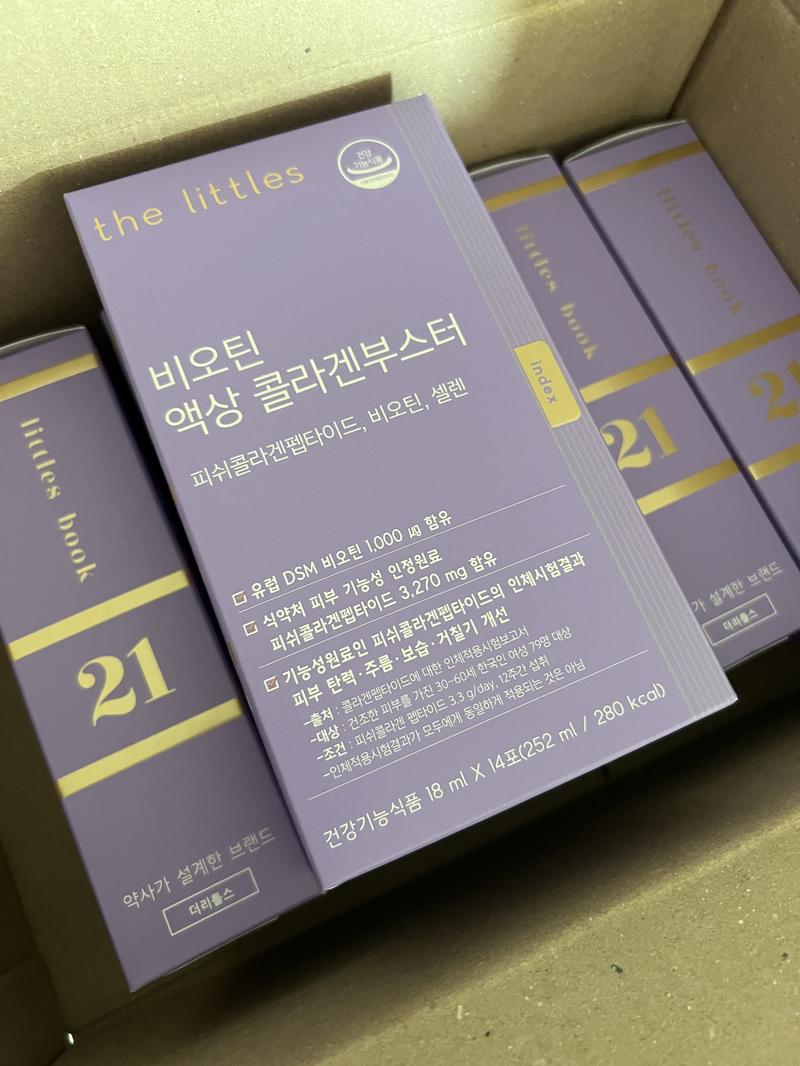 the littles
건강
기능식품
비오틴
액상 콜라겐부스터
피쉬콜라겐펩타이드, 비오틴, 셀렌
index
유럽 DSM 비오틴 1,000 ㎍ 함유
식약처 피부 기능성 인정원료
피쉬콜라겐펩타이드 3,270 mg 함유
기능성원료인 피쉬콜라겐펩타이드의 인체시험결과
피부 탄력·주름·보습·거칠기 개선
-출처 : 콜라겐펩타이드에 대한 인체적용시험보고서
-대상 : 건조한 피부를 가진 30~60세 한국인 여성 79명 대상
-조건 : 피쉬콜라겐 펩타이드 3.3 g/day, 12주간 섭취
-인체적용시험결과가 모두에게 동일하게 적용되는 것은 아님
건강기능식품 18 ml X 14포(252 ml / 280 kcal)
littles book
21
약사가 설계한 브랜드
더리틀스
littles book
21
littles book
21
가 설계한 브랜드
더리틀스